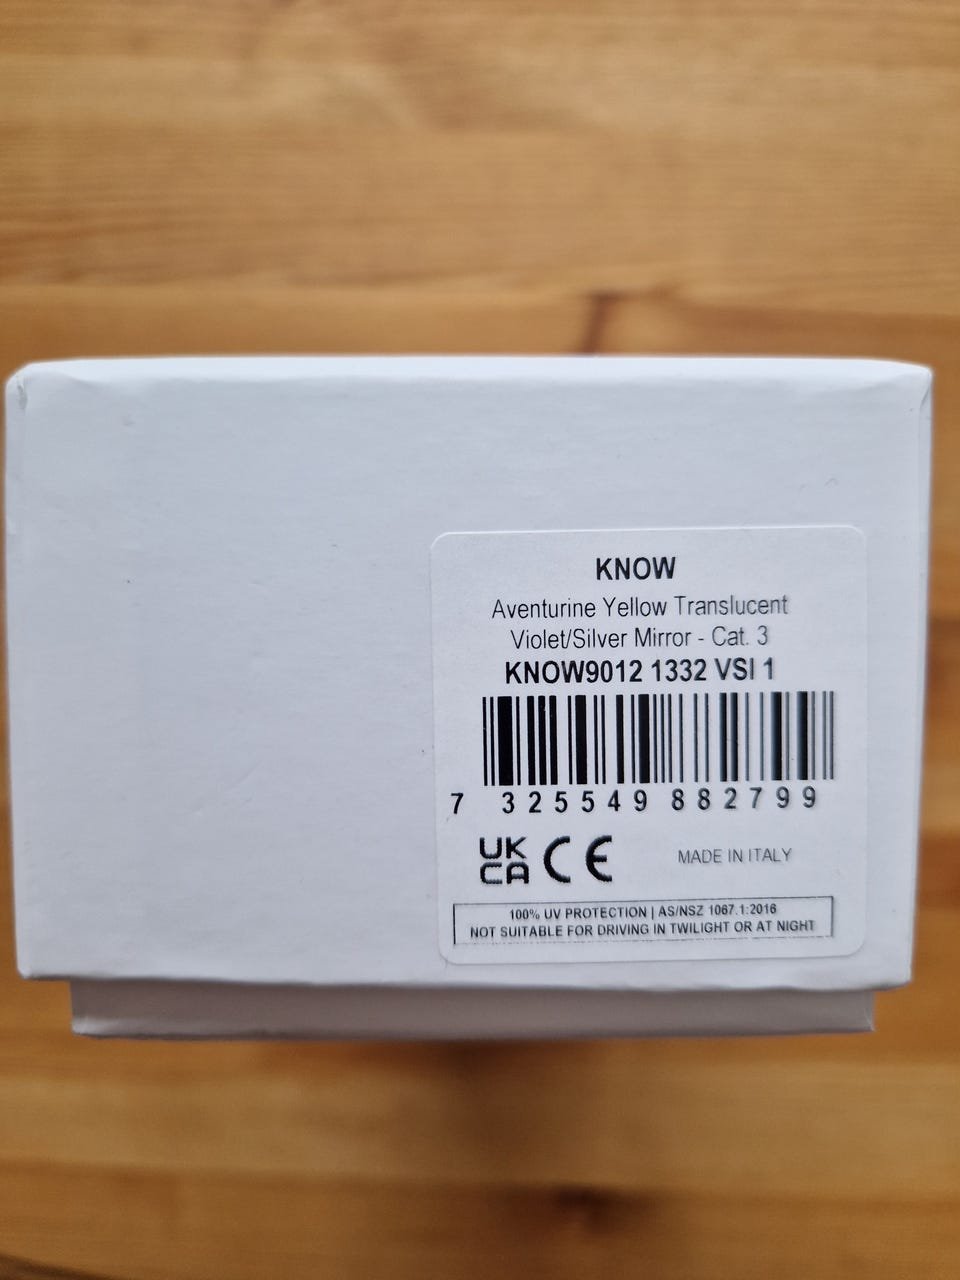 KNOW
Aventurine Yellow Translucent
Violet/Silver Mirror - Cat. 3
KNOW9012 1332 VSI 1
7 325549 882799
UK
CA CE
MADE IN ITALY
100% UV PROTECTION | AS/NSZ 1067.1:2016
NOT SUITABLE FOR DRIVING IN TWILIGHT OR AT NIGHT